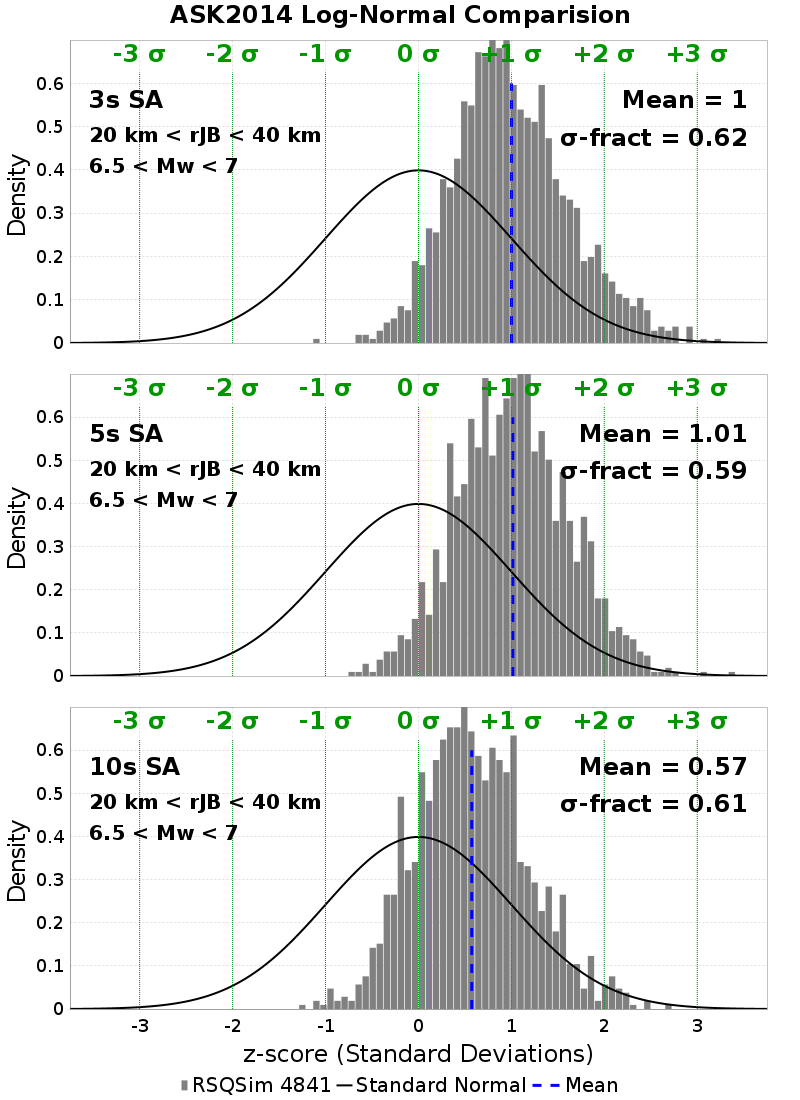 ASK2014 Log-Normal Comparision
-3 σ -2 σ -1 σ 0 σ +1 σ +2 σ +3 σ
3s SA
20 km < rJB < 40 km
6.5 < Mw < 7
Mean = 1
σ-fract = 0.62
0.6
0.5
0.4
0.3
0.2
0.1
0
Density
-3 σ -2 σ -1 σ 0 σ +1 σ +2 σ +3 σ
5s SA
20 km < rJB < 40 km
6.5 < Mw < 7
Mean = 1.01
σ-fract = 0.59
0.6
0.5
0.4
0.3
0.2
0.1
0
Density
-3 σ -2 σ -1 σ 0 σ +1 σ +2 σ +3 σ
10s SA
20 km < rJB < 40 km
6.5 < Mw < 7
Mean = 0.57
σ-fract = 0.61
0.6
0.5
0.4
0.3
0.2
0.1
0
Density
-3 -2 -1 0 1 2 3
z-score (Standard Deviations)
RSQSim 4841 Standard Normal Mean